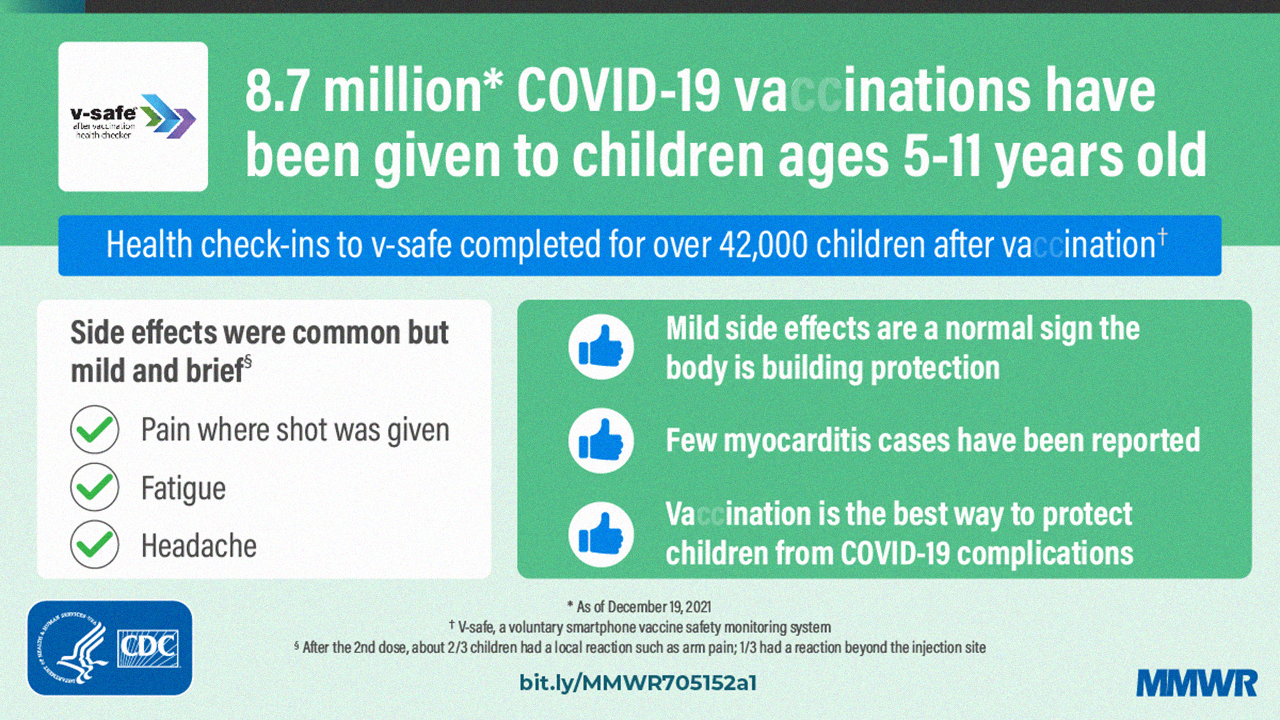 v-safe
after vaccination
health checker
8.7 million* COVID-19 vaccinations have
been given to children ages 5-11 years old
Health check-ins to v-safe completed for over 42,000 children after vaccination†
Side effects were common but
mild and brief§
Pain where shot was given
Fatigue
Headache
Mild side effects are a normal sign the
body is building protection
Few myocarditis cases have been reported
Vaccination is the best way to protect
children from COVID-19 complications
* As of December 19, 2021
† V-safe, a voluntary smartphone vaccine safety monitoring system
§ After the 2nd dose, about 2/3 children had a local reaction such as arm pain; 1/3 had a reaction beyond the injection site
DEPARTMENT OF HEALTH & HUMAN SERVICES USA
CDC
bit.ly/MMWR705152a1
MMWR